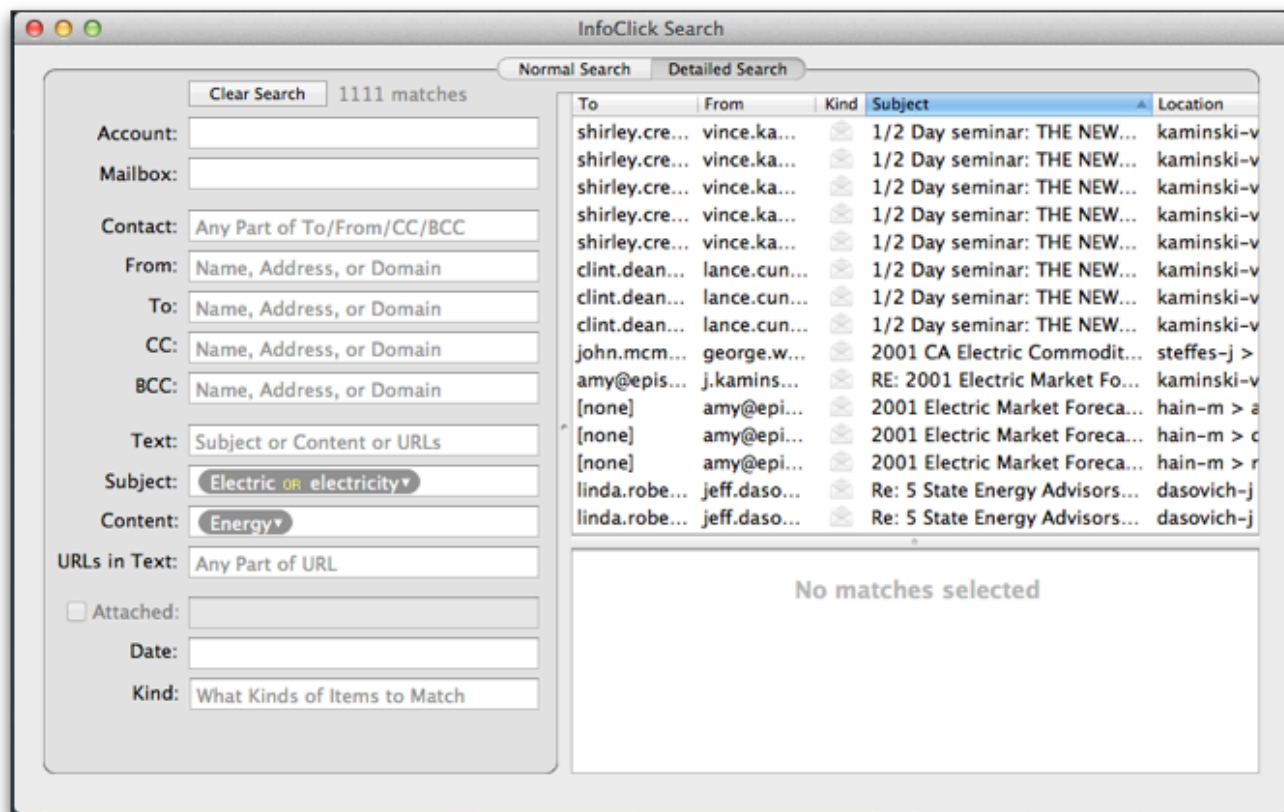 InfoClick Search
Normal Search Detailed Search
Clear Search 1111 matches
Account:
Mailbox:
Contact: Any Part of To/From/CC/BCC
From: Name, Address, or Domain
To: Name, Address, or Domain
CC: Name, Address, or Domain
BCC: Name, Address, or Domain
Text: Subject or Content or URLs
Subject: Electric OR electricity
Content: Energy
URLs in Text: Any Part of URL
Attached:
Date:
Kind: What Kinds of Items to Match
To From Kind Subject Location
shirley.cre... vince.ka... 1/2 Day seminar: THE NEW... kaminski-v
shirley.cre... vince.ka... 1/2 Day seminar: THE NEW... kaminski-v
shirley.cre... vince.ka... 1/2 Day seminar: THE NEW... kaminski-v
shirley.cre... vince.ka... 1/2 Day seminar: THE NEW... kaminski-v
shirley.cre... vince.ka... 1/2 Day seminar: THE NEW... kaminski-v
clint.dean... lance.cun... 1/2 Day seminar: THE NEW... kaminski-v
clint.dean... lance.cun... 1/2 Day seminar: THE NEW... kaminski-v
clint.dean... lance.cun... 1/2 Day seminar: THE NEW... kaminski-v
john.mcm... george.w... 2001 CA Electric Commodit... steffes-j >
amy@epis... j.kamins... RE: 2001 Electric Market Fo... kaminski-v
[none] amy@epi... 2001 Electric Market Foreca... hain-m > a
[none] amy@epi... 2001 Electric Market Foreca... hain-m > c
[none] amy@epi... 2001 Electric Market Foreca... hain-m > r
linda.robe... jeff.daso... Re: 5 State Energy Advisors... dasovich-j
linda.robe... jeff.daso... Re: 5 State Energy Advisors... dasovich-j
No matches selected